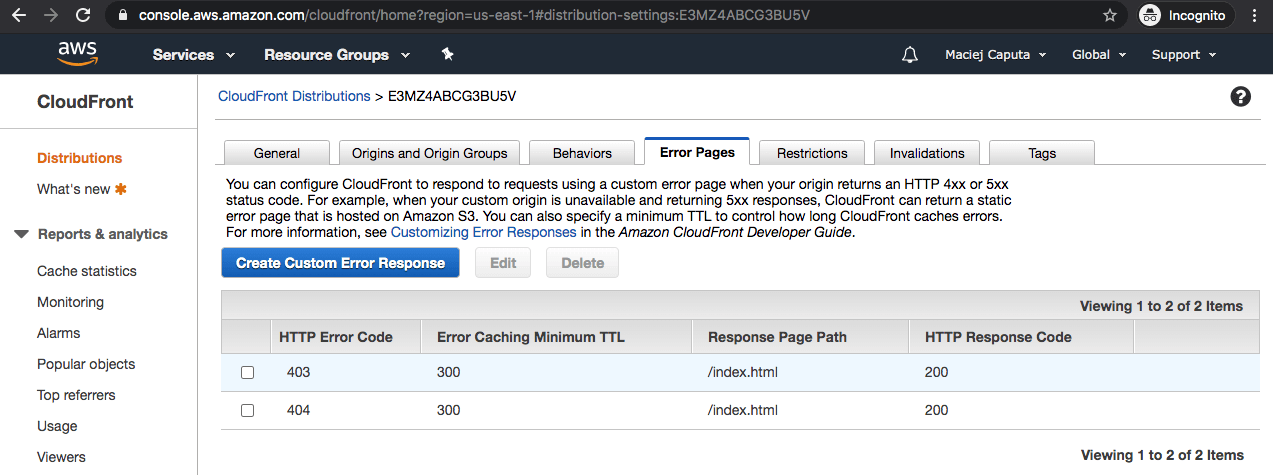 console.aws.amazon.com/cloudfront/home?region=us-east-1#distribution-settings:E3MZ4ABCG3BU5V
Incognito
aws
Services
Resource Groups
Maciej Caputa
Global
Support
CloudFront
Distributions
What's new
Reports & analytics
Cache statistics
Monitoring
Alarms
Popular objects
Top referrers
Usage
Viewers
CloudFront Distributions > E3MZ4ABCG3BU5V
?
General
Origins and Origin Groups
Behaviors
Error Pages
Restrictions
Invalidations
Tags
You can configure CloudFront to respond to requests using a custom error page when your origin returns an HTTP 4xx or 5xx
status code. For example, when your custom origin is unavailable and returning 5xx responses, CloudFront can return a static
error page that is hosted on Amazon S3. You can also specify a minimum TTL to control how long CloudFront caches errors.
For more information, see Customizing Error Responses in the Amazon CloudFront Developer Guide.
Create Custom Error Response
Edit
Delete
Viewing 1 to 2 of 2 Items
HTTP Error Code Error Caching Minimum TTL Response Page Path HTTP Response Code
403 300 /index.html 200
404 300 /index.html 200
Viewing 1 to 2 of 2 Items